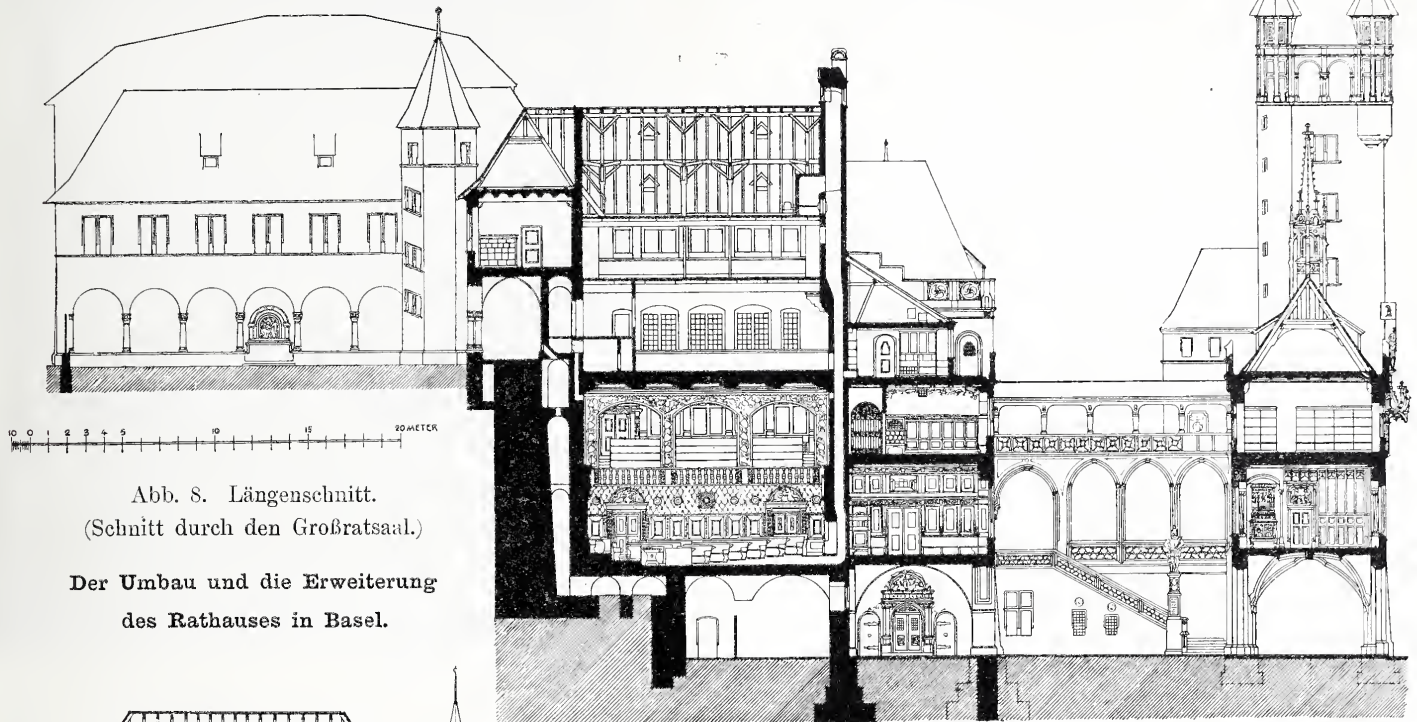 10 0 1 2 3 4 5 10 15 20 METER
Abb. 8. Längenschnitt.
(Schnitt durch den Großratsaal.)
Der Umbau und die Erweiterung
des Rathauses in Basel.